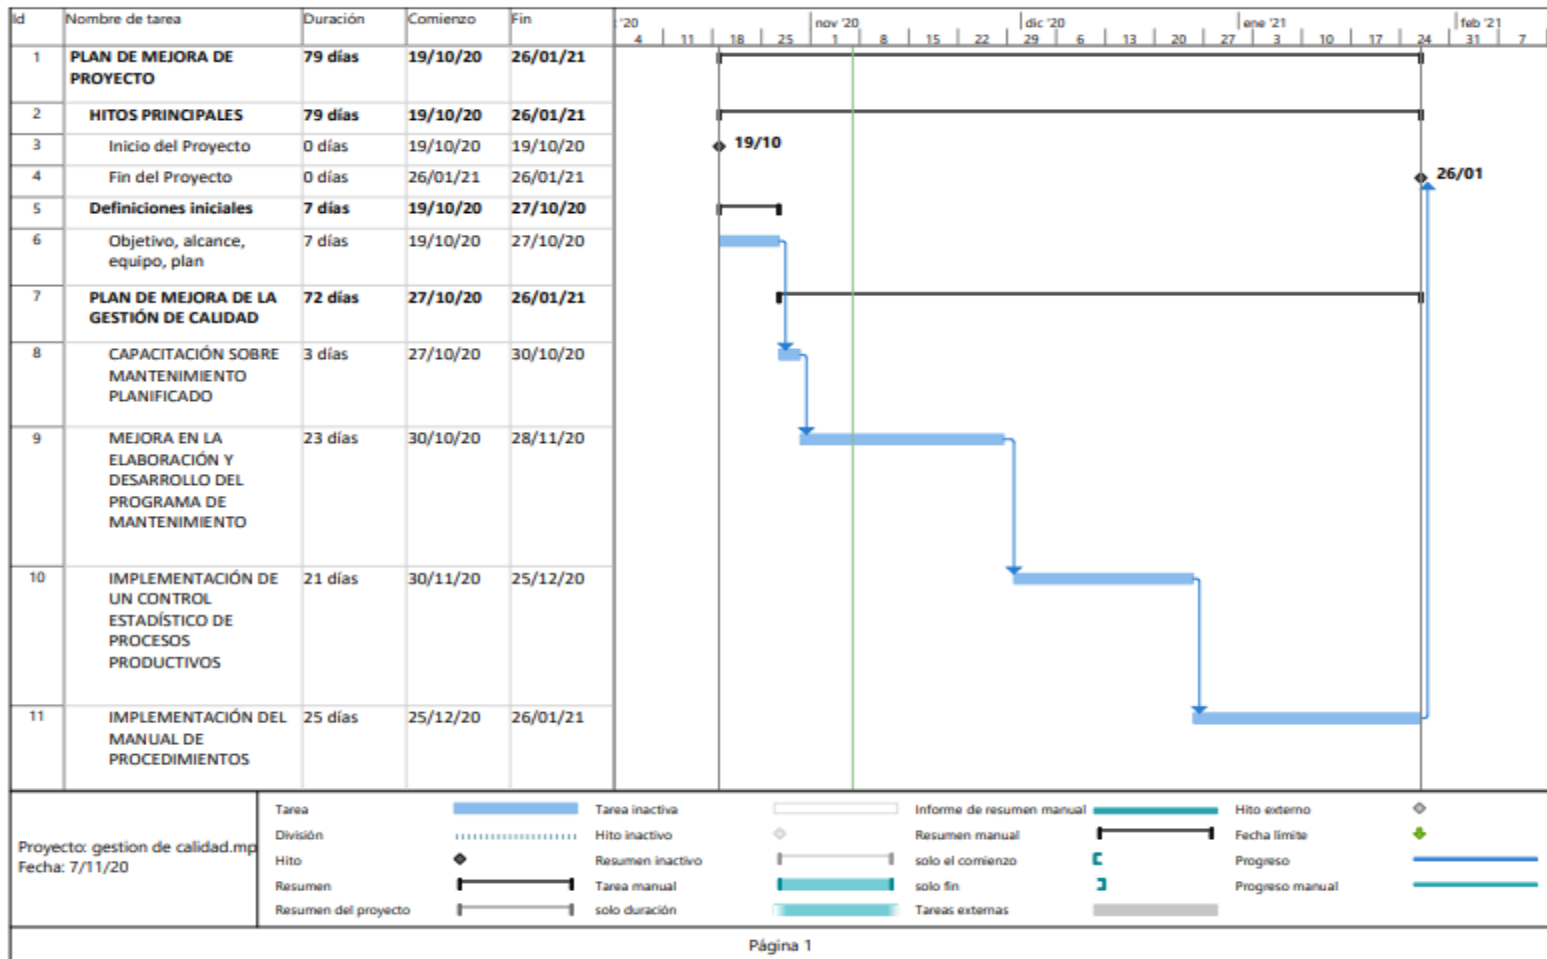 Id Nombre de tarea Duración Comienzo Fin '20 nov '20 dic '20 ene '21 feb '21
4 11 18 25 1 8 15 22 29 6 13 20 27 3 10 17 24 31 7
1 PLAN DE MEJORA DE 79 días 19/10/20 26/01/21
PROYECTO
2 HITOS PRINCIPALES 79 días 19/10/20 26/01/21
3 Inicio del Proyecto 0 días 19/10/20 19/10/20 19/10
4 Fin del Proyecto 0 días 26/01/21 26/01/21 26/01
5 Definiciones iniciales 7 días 19/10/20 27/10/20
6 Objetivo, alcance, 7 días 19/10/20 27/10/20
equipo, plan
7 PLAN DE MEJORA DE LA 72 días 27/10/20 26/01/21
GESTIÓN DE CALIDAD
8 CAPACITACIÓN SOBRE 3 días 27/10/20 30/10/20
MANTENIMIENTO
PLANIFICADO
9 MEJORA EN LA 23 días 30/10/20 28/11/20
ELABORACIÓN Y
DESARROLLO DEL
PROGRAMA DE
MANTENIMIENTO
10 IMPLEMENTACIÓN DE 21 días 30/11/20 25/12/20
UN CONTROL
ESTADÍSTICO DE
PROCESOS
PRODUCTIVOS
11 IMPLEMENTACIÓN DEL 25 días 25/12/20 26/01/21
MANUAL DE
PROCEDIMIENTOS
Proyecto: gestion de calidad.mp
Fecha: 7/11/20
Tarea Tarea inactiva Informe de resumen manual Hito externo
División Hito inactivo Resumen manual Fecha límite
Hito Resumen inactivo solo el comienzo Progreso
Resumen Tarea manual solo fin Progreso manual
Resumen del proyecto solo duración Tareas externas
Página 1